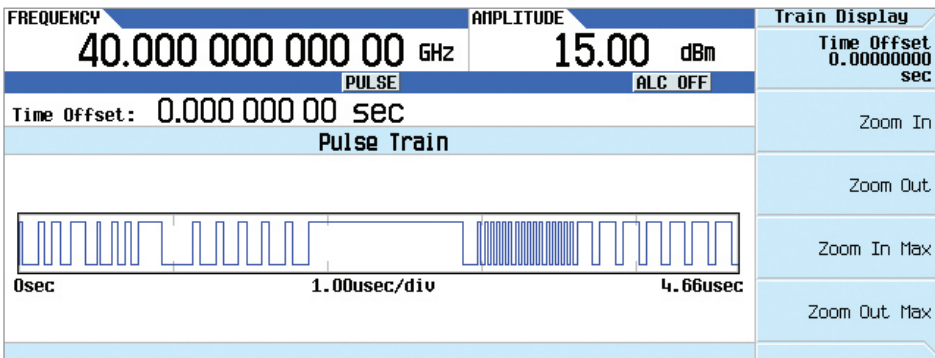 FREQUENCY
40.000 000 000 00 GHz
AMPLITUDE
15.00 dBm
PULSE
ALC OFF
Time Offset: 0.000 000 00 sec
Pulse Train
0sec
1.00usec/div
4.66usec
Train Display
Time Offset
0.00000000
sec
Zoom In
Zoom Out
Zoom In Max
Zoom Out Max